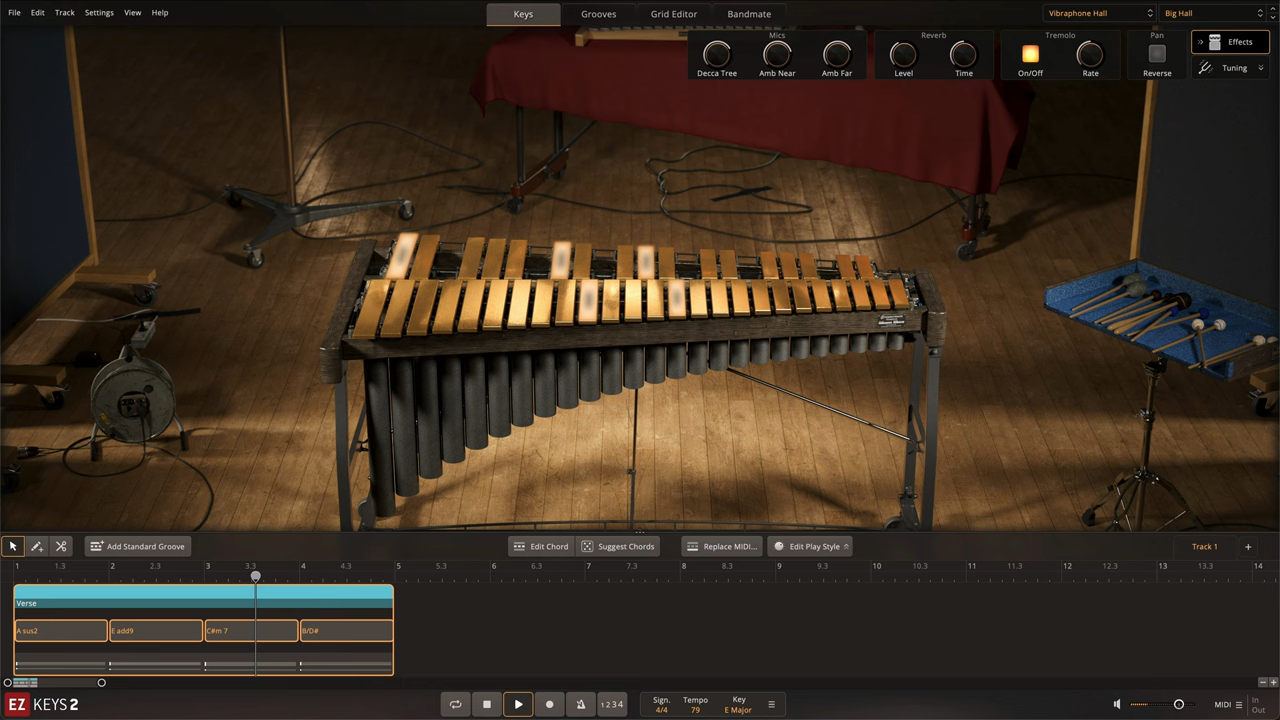 File Edit Track Settings View Help
Keys Grooves Grid Editor Bandmate
Vibraphone Hall Big Hall
Mics Reverb Tremolo Pan
Effects
Decca Tree Amb Near Amb Far Level Time On/Off Rate Reverse
Tuning
Add Standard Groove Edit Chord Suggest Chords Replace MIDI... Edit Play Style Track 1 +
1 1.3 2 2.3 3 3.3 4 4.3 5 5.3 6 6.3 7 7.3 8 8.3 9 9.3 10 10.3 11 11.3 12 12.3 13 13.3 14
Verse
A sus2 E add9 C#m 7 B/D#
EZ KEYS 2
1 2 3 4
Sign. Tempo Key
4/4 79 E Major
MIDI In
Out